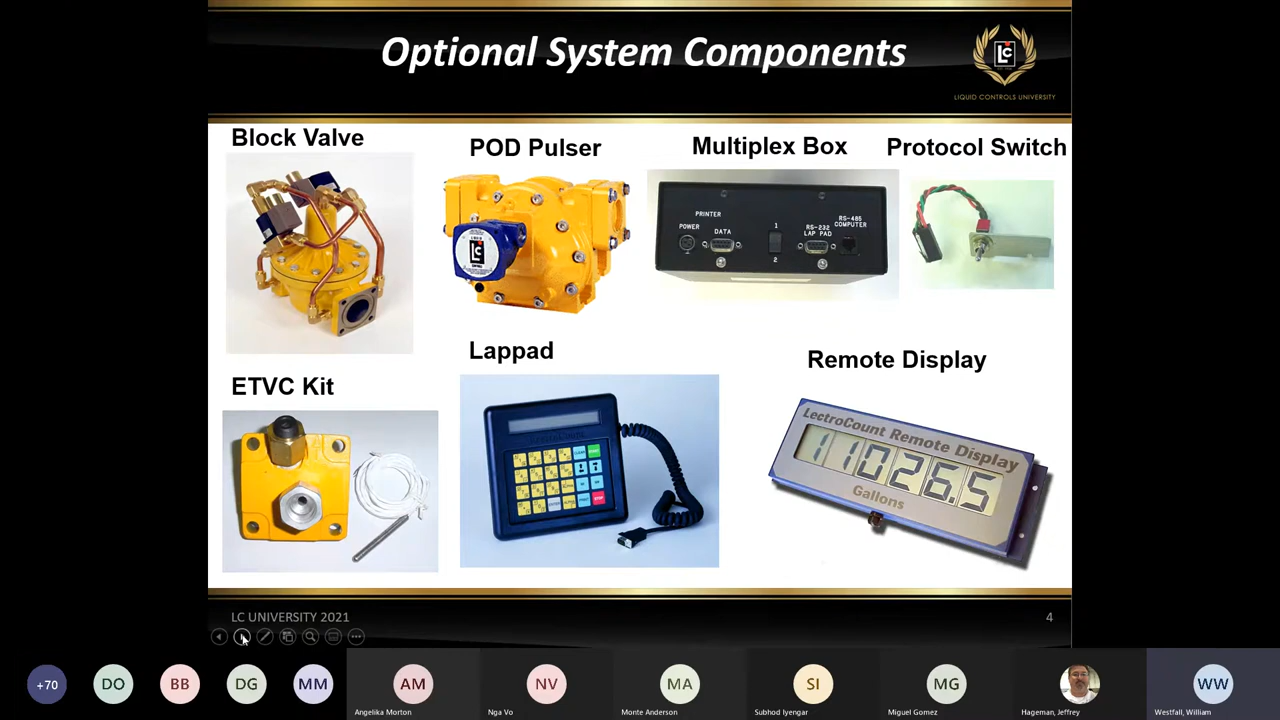 Optional System Components
LC
LIQUID CONTROLS UNIVERSITY
Block Valve
POD Pulser
Multiplex Box
Protocol Switch
LC
PRINTER
POWER
DATA
1
2
RS-232
LAP PAD
RS-485
COMPUTER
ETVC Kit
Lappad
Remote Display
LectroCount
LectroCount Remote Display
11026.5
Gallons
LC UNIVERSITY 2021
4
+70
DO
BB
DG
MM
AM
NV
MA
SI
MG
WW
Angelika Morton
Nga Vo
Monte Anderson
Subhod Iyengar
Miguel Gomez
Hageman, Jeffrey
Westfall, William